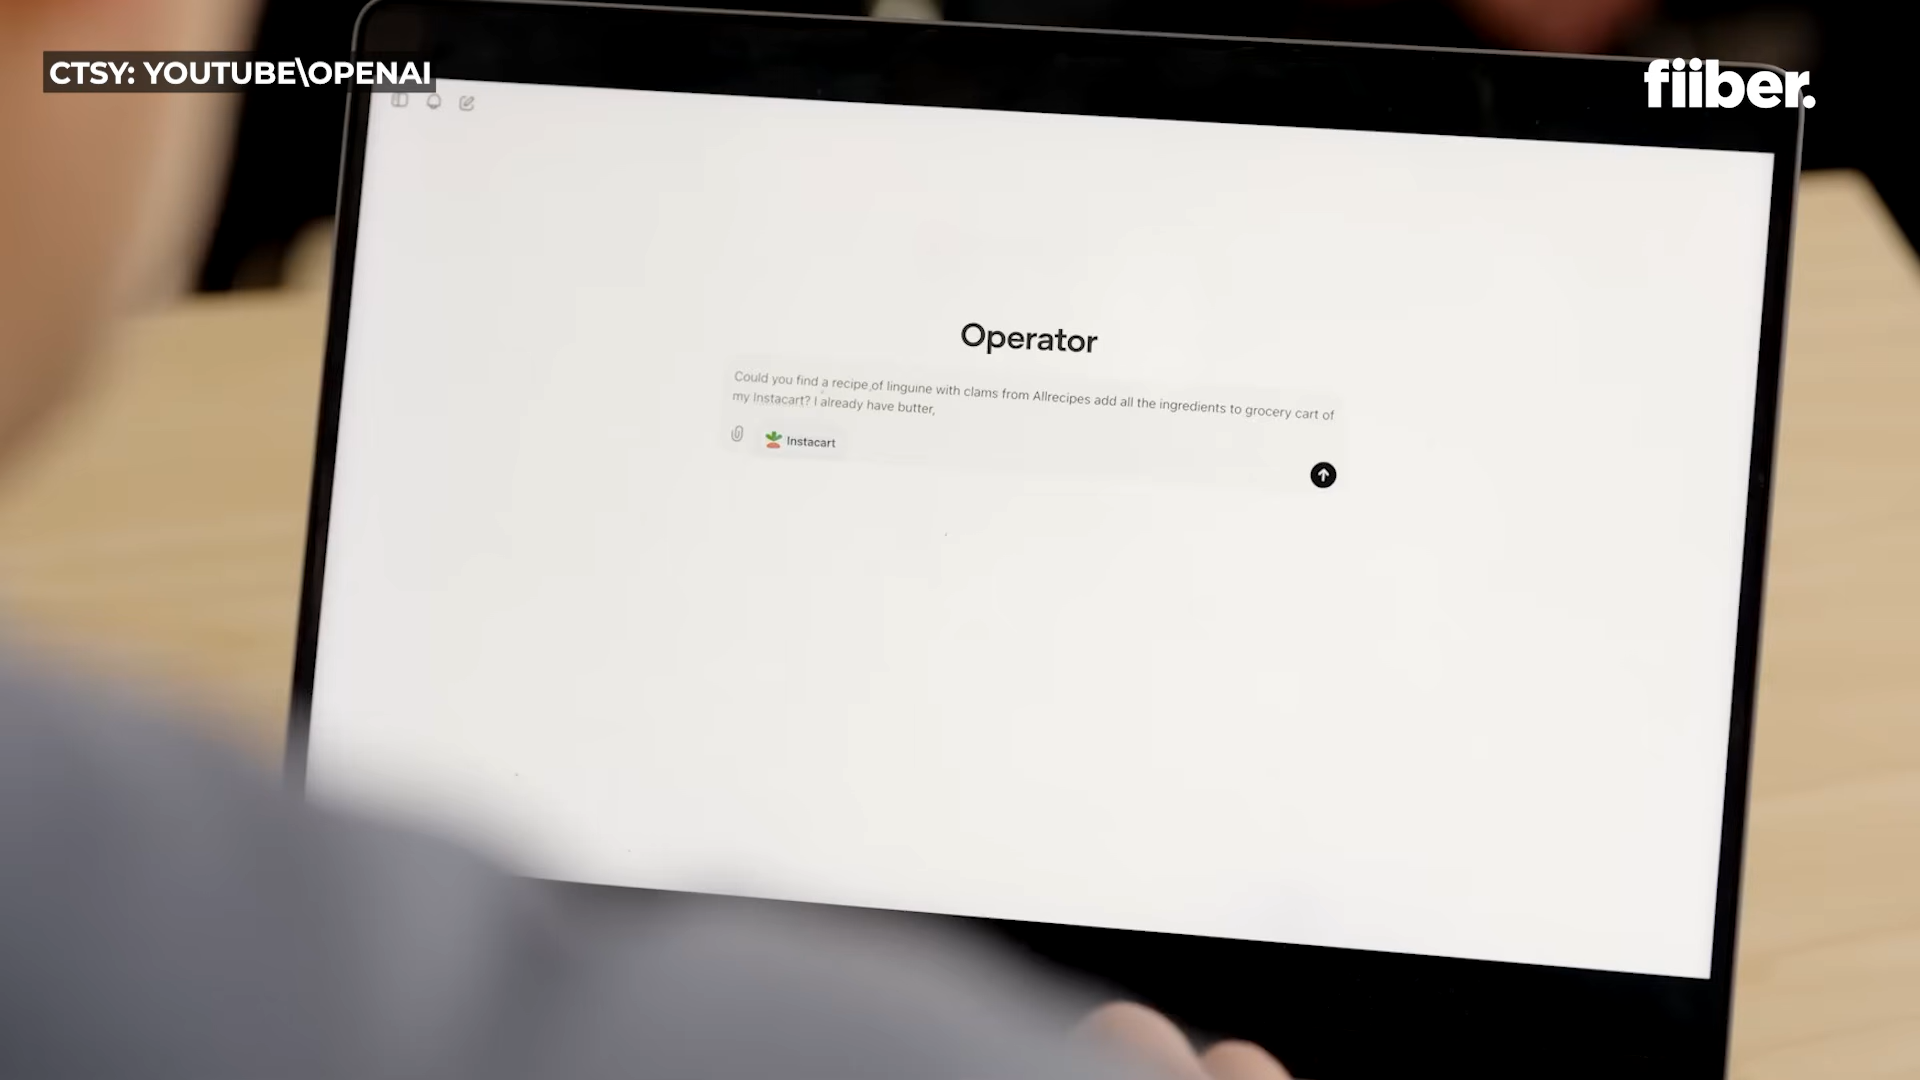 CTSY: YOUTUBE\OPENAI
fiiber.
Operator
Could you find a recipe of linguine with clams from Allrecipes add all the ingredients to grocery cart of
my Instacart? I already have butter,
Instacart